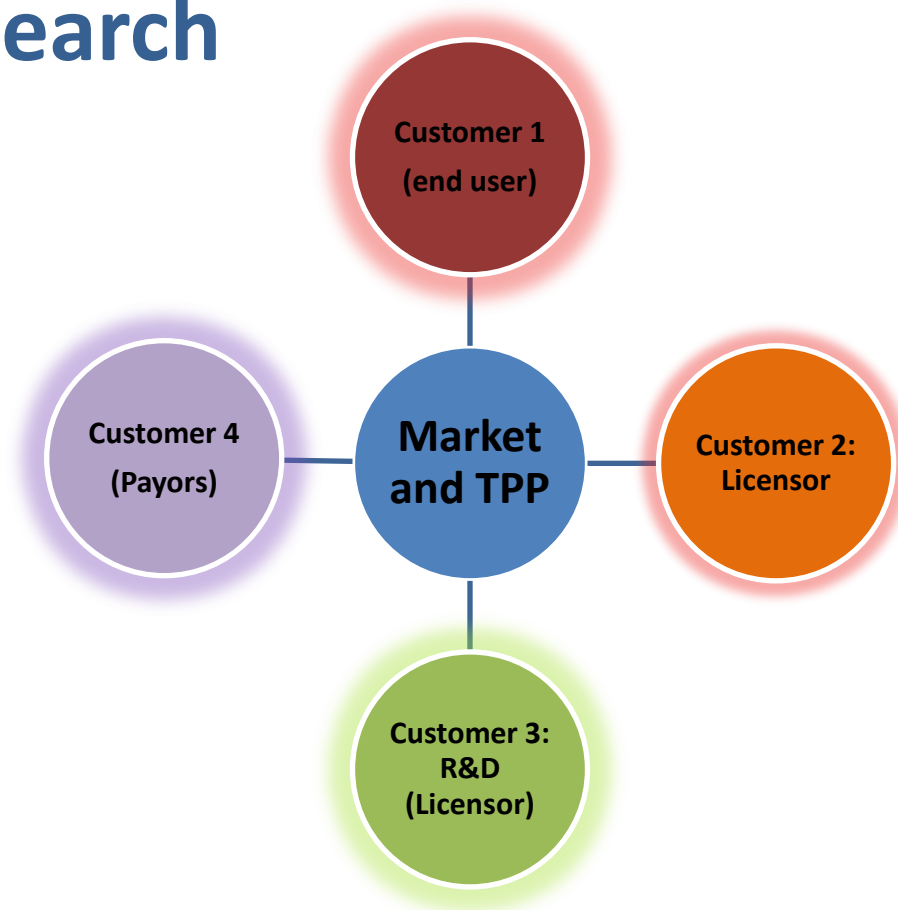 earch
Customer 1
(end user)
Customer 4
(Payors)
Market
and TPP
Customer 2:
Licensor
Customer 3:
R&D
(Licensor)